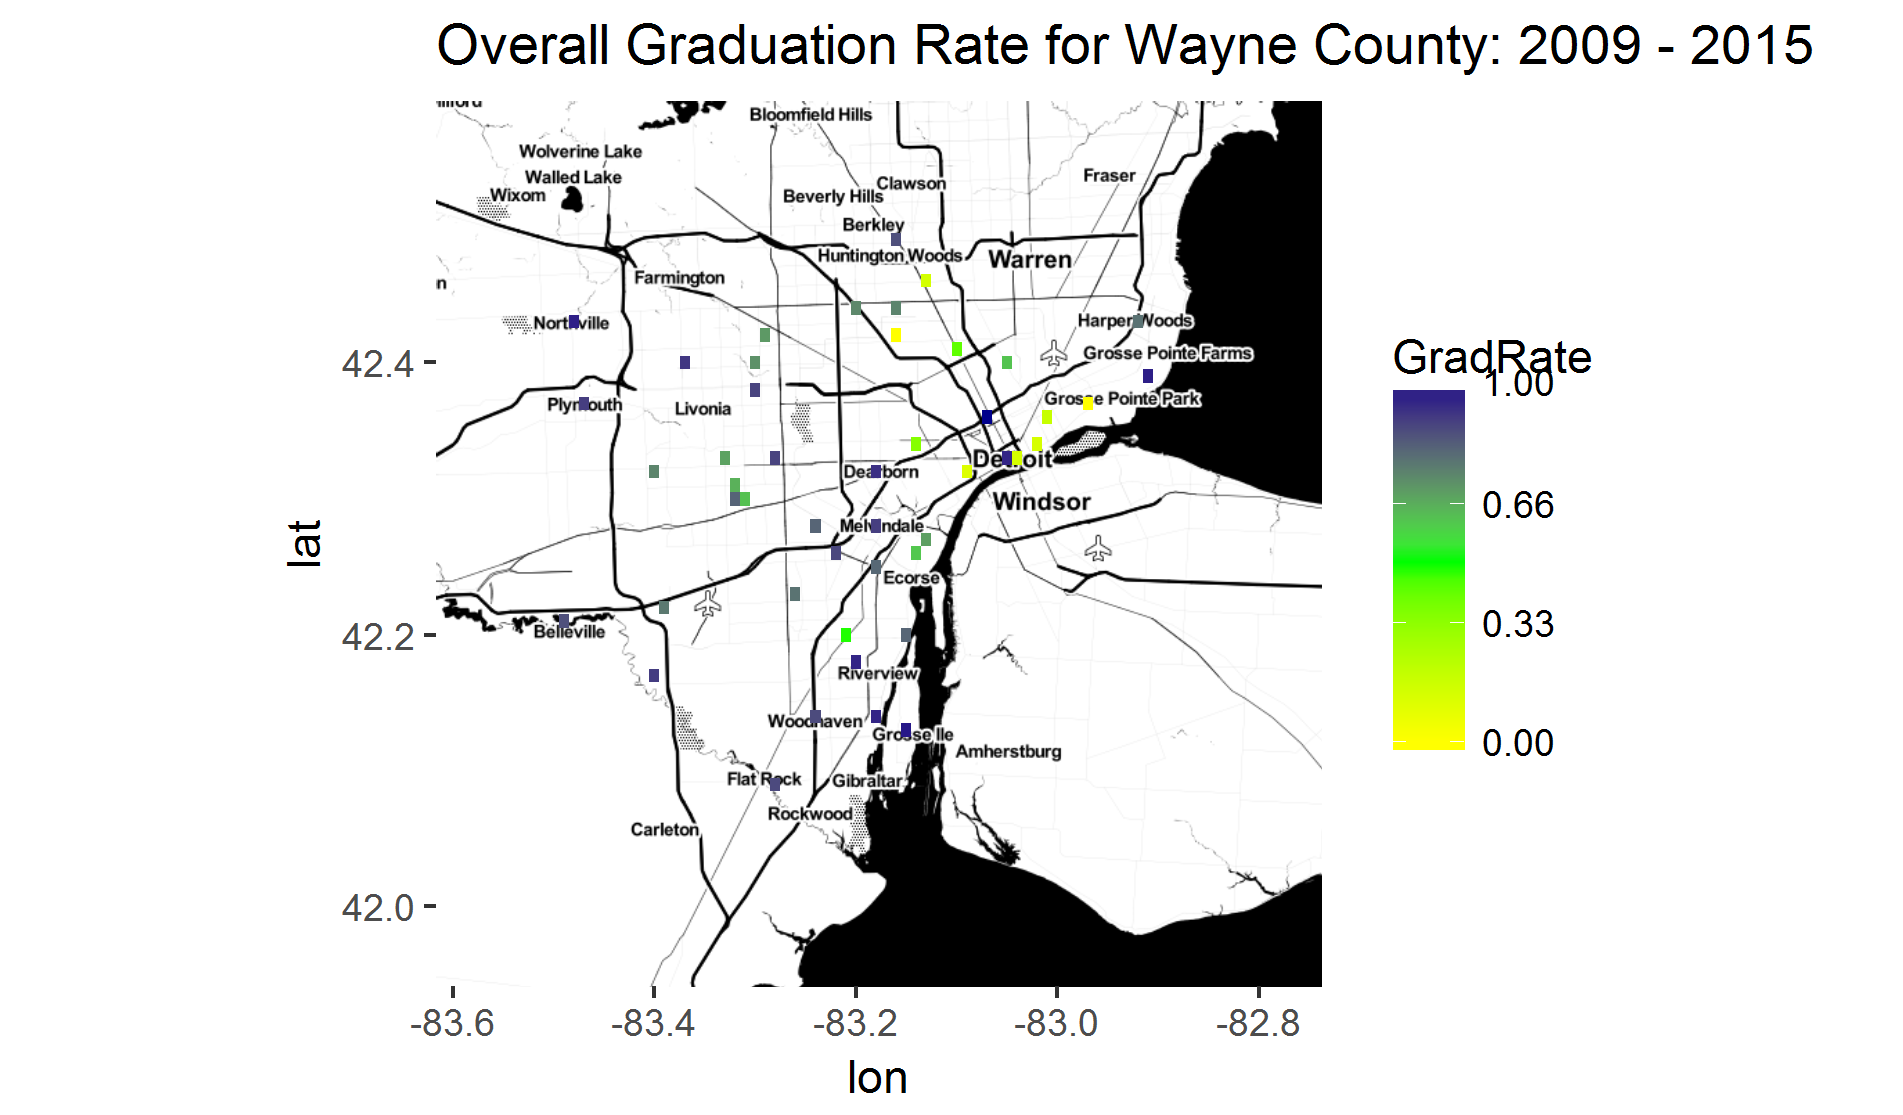 Overall Graduation Rate for Wayne County: 2009 - 2015
Bloomfield Hills
Wolverine Lake
Walled Lake
Wixom
Clawson
Fraser
Beverly Hills
Berkley
Huntington Woods
Warren
Farmington
n
Northville
Harper Woods
Grosse Pointe Farms
Plymouth
Livonia
Grosse Pointe Park
Detroit
Dearborn
Windsor
Melvindale
Ecorse
Belleville
Riverview
Woodhaven
Grosse Ile
Amherstburg
Flat Rock
Gibraltar
Rockwood
Carleton
42.4
42.2
42.0
lat
-83.6
-83.4
-83.2
-83.0
-82.8
lon
GradRate
1.00
0.66
0.33
0.00